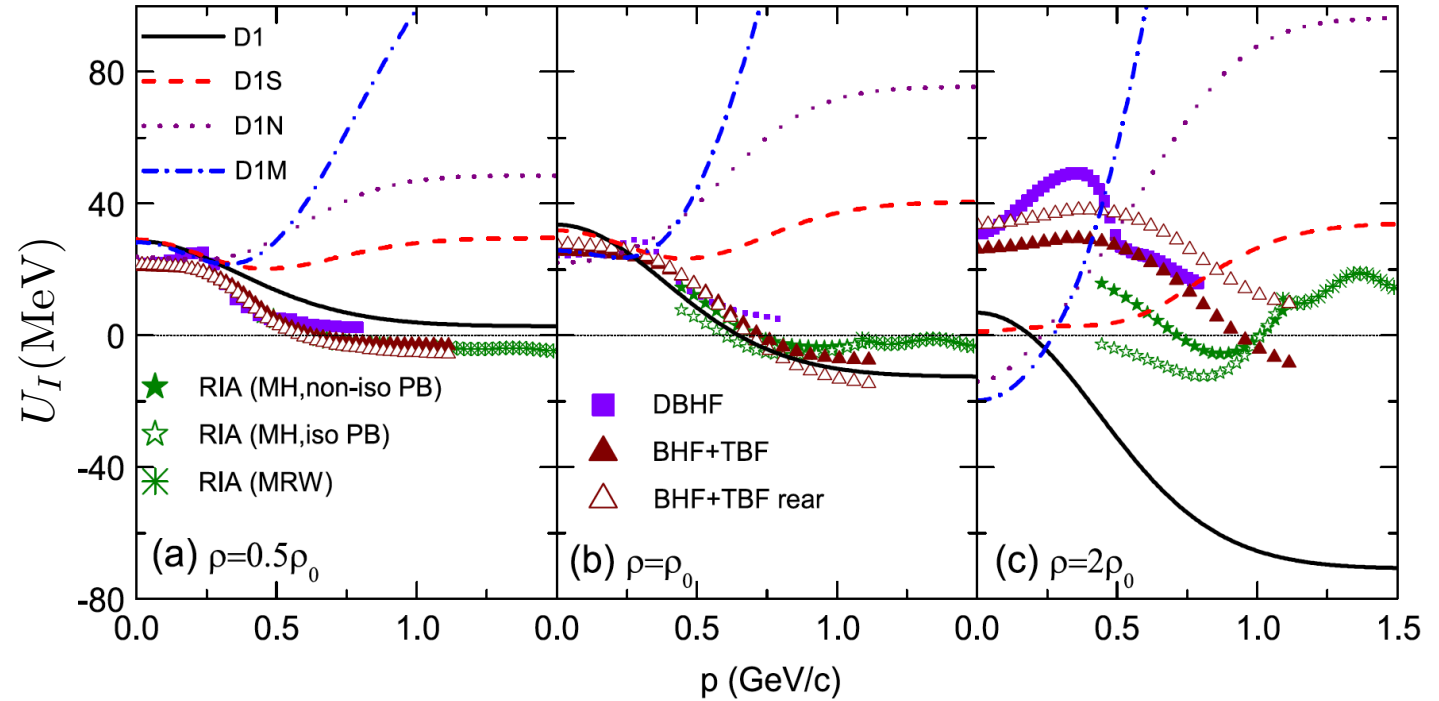 U_I (MeV)
80
40
0
-40
-80
D1
D1S
D1N
D1M
RIA (MH,non-iso PB)
RIA (MH,iso PB)
RIA (MRW)
(a) ρ=0.5ρ₀
DBHF
BHF+TBF
BHF+TBF rear
(b) ρ=ρ₀
(c) ρ=2ρ₀
0.0 0.5 1.0 0.0 0.5 1.0 0.0 0.5 1.0 1.5
p (GeV/c)